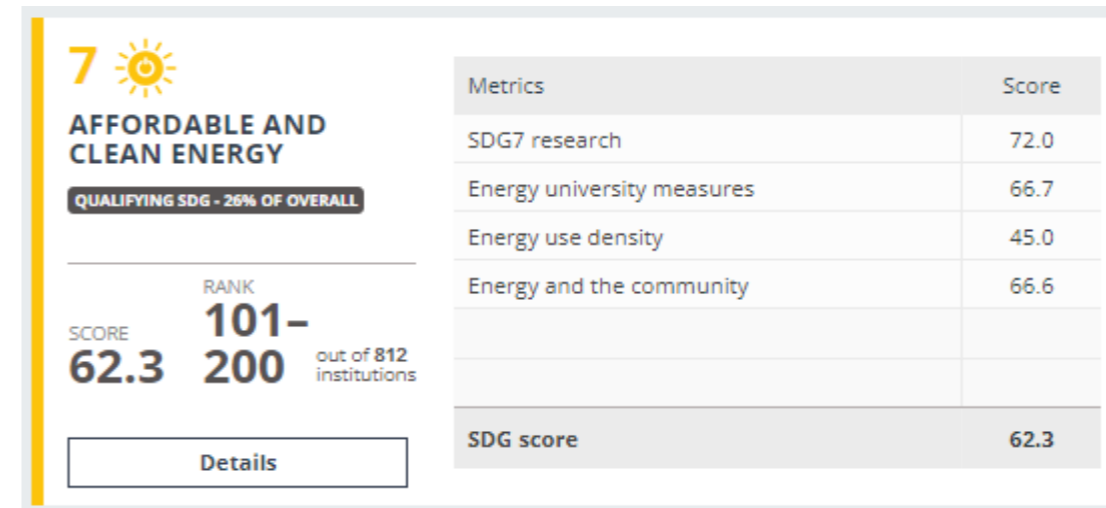 7
AFFORDABLE AND
CLEAN ENERGY
QUALIFYING SDG - 26% OF OVERALL
SCORE
62.3
RANK
101–
200
out of 812
institutions
Details
Metrics Score
SDG7 research 72.0
Energy university measures 66.7
Energy use density 45.0
Energy and the community 66.6
SDG score 62.3